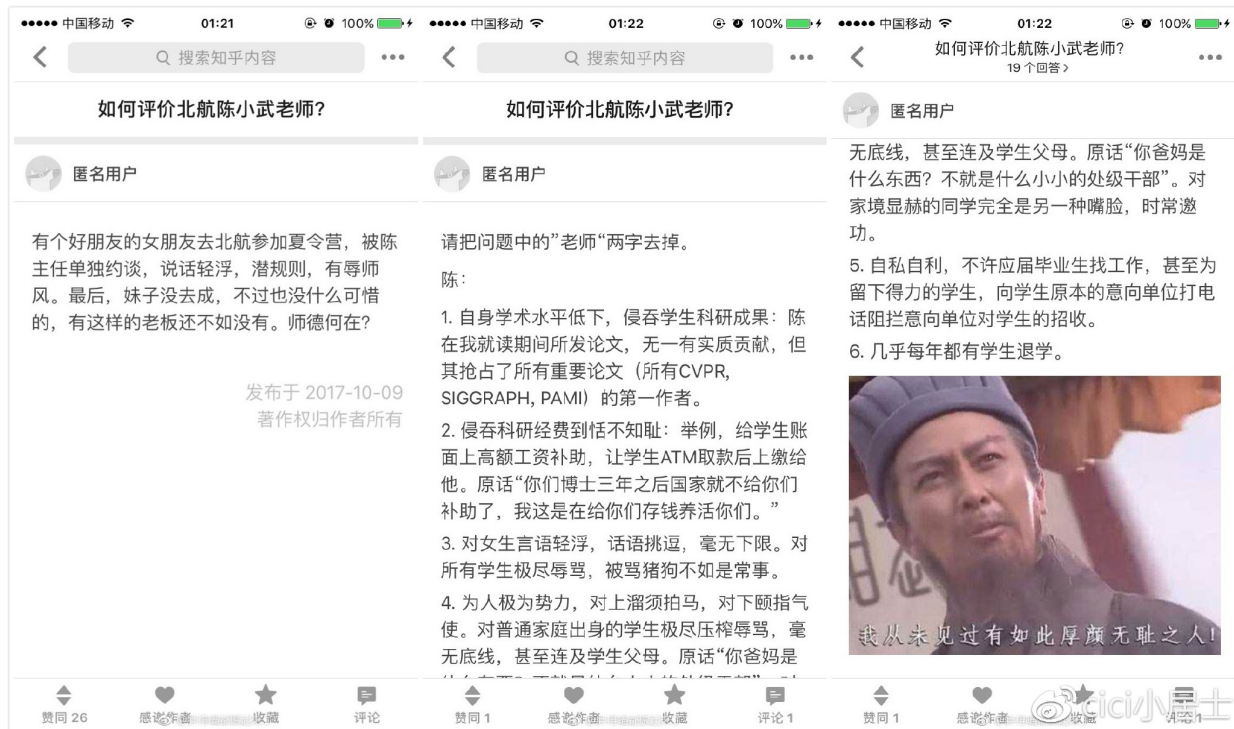 中国移动 01:21 100%
搜索知乎内容
如何评价北航陈小武老师?
匿名用户
有个好朋友的女朋友去北航参加夏令营，被陈
主任单独约谈，说话轻浮，潜规则，有辱师
风。最后，妹子没去成，不过也没什么可惜
的，有这样的老板还不如没有。师德何在?
发布于 2017-10-09
著作权归作者所有
赞同 26 感谢作者 收藏 评论
中国移动 01:22 100%
搜索知乎内容
如何评价北航陈小武老师?
匿名用户
请把问题中的”老师“两字去掉。
陈：
1. 自身学术水平低下，侵吞学生科研成果：陈
在我就读期间所发论文，无一有实质贡献，但
其抢占了所有重要论文（所有CVPR,
SIGGRAPH, PAMI）的第一作者。
2. 侵吞科研经费到恬不知耻：举例，给学生账
面上高额工资补助，让学生ATM取款后上缴给
他。原话“你们博士三年之后国家就不给你们
补助了，我这是在给你们存钱养活你们。”
3. 对女生言语轻浮，话语挑逗，毫无下限。对
所有学生极尽辱骂，被骂猪狗不如是常事。
4. 为人极为势力，对上溜须拍马，对下颐指气
使。对普通家庭出身的学生极尽压榨辱骂，毫
无底线，甚至连及学生父母。原话“你爸妈是
赞同 1 感谢作者 收藏 评论 1
中国移动 01:22 100%
如何评价北航陈小武老师?
19 个回答
匿名用户
无底线，甚至连及学生父母。原话“你爸妈是
什么东西？不就是什么小小的处级干部”。对
家境显赫的同学完全是另一种嘴脸，时常邀
功。
5. 自私自利，不许应届毕业生找工作，甚至为
留下得力的学生，向学生原本的意向单位打电
话阻拦意向单位对学生的招收。
6. 几乎每年都有学生退学。
我从未见过有如此厚颜无耻之人!
赞同 1 感谢作者 收藏 评论 1
cici小居士